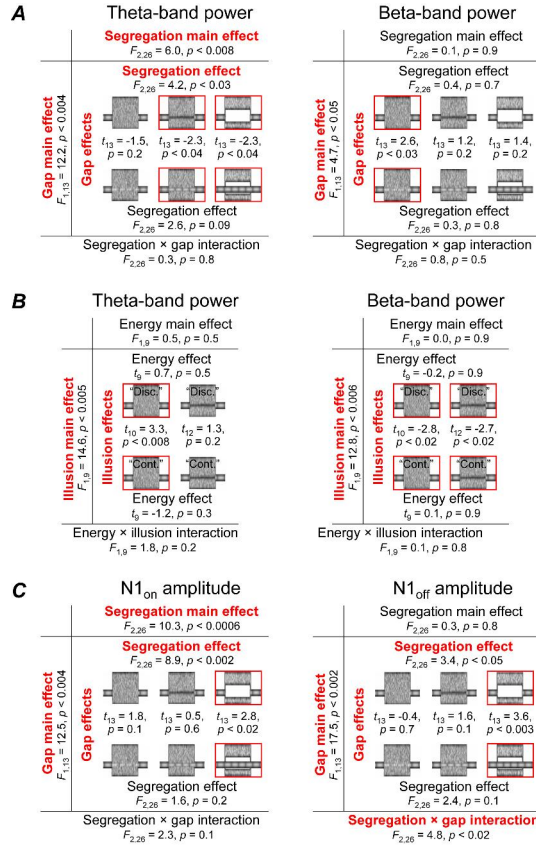 A
Theta-band power
Segregation main effect
F2,26 = 6.0, p < 0.008
Segregation effect
F2,26 = 4.2, p < 0.03
Gap main effect
F1,13 = 12.2, p < 0.004
Gap effects
t13 = -1.5, p = 0.2
t13 = -2.3, p < 0.04
t13 = -2.3, p < 0.04
Segregation effect
F2,26 = 2.6, p = 0.09
Segregation × gap interaction
F2,26 = 0.3, p = 0.8
Beta-band power
Segregation main effect
F2,26 = 0.1, p = 0.9
Segregation effect
F2,26 = 0.4, p = 0.7
Gap main effect
F1,13 = 4.7, p < 0.05
Gap effects
t13 = 2.6, p < 0.03
t13 = 1.2, p = 0.2
t13 = 1.4, p = 0.2
Segregation effect
F2,26 = 0.3, p = 0.8
Segregation × gap interaction
F2,26 = 0.8, p = 0.5
B
Theta-band power
Energy main effect
F1,9 = 0.5, p = 0.5
Energy effect
t9 = 0.7, p = 0.5
Illusion main effect
F1,9 = 14.6, p < 0.005
Illusion effects
"Disc." "Disc."
t10 = 3.3, p < 0.008
t12 = 1.3, p = 0.2
"Cont." "Cont."
Energy effect
t9 = -1.2, p = 0.3
Energy × illusion interaction
F1,9 = 1.8, p = 0.2
Beta-band power
Energy main effect
F1,9 = 0.0, p = 0.9
Energy effect
t9 = -0.2, p = 0.9
Illusion main effect
F1,9 = 12.8, p < 0.006
Illusion effects
"Disc." "Disc."
t10 = -2.8, p < 0.02
t12 = -2.7, p < 0.02
"Cont." "Cont."
Energy effect
t9 = 0.1, p = 0.9
Energy × illusion interaction
F1,9 = 0.1, p = 0.8
C
N1on amplitude
Segregation main effect
F2,26 = 10.3, p < 0.0006
Segregation effect
F2,26 = 8.9, p < 0.002
Gap main effect
F1,13 = 12.5, p < 0.004
Gap effects
t13 = 1.8, p = 0.1
t13 = 0.5, p = 0.6
t13 = 2.8, p < 0.02
Segregation effect
F2,26 = 1.6, p = 0.2
Segregation × gap interaction
F2,26 = 2.3, p = 0.1
N1off amplitude
Segregation main effect
F2,26 = 0.3, p = 0.8
Segregation effect
F2,26 = 3.4, p < 0.05
Gap main effect
F1,13 = 17.5, p < 0.002
Gap effects
t13 = -0.4, p = 0.7
t13 = 1.6, p = 0.1
t13 = 3.6, p < 0.003
Segregation effect
F2,26 = 2.4, p = 0.1
Segregation × gap interaction
F2,26 = 4.8, p < 0.02